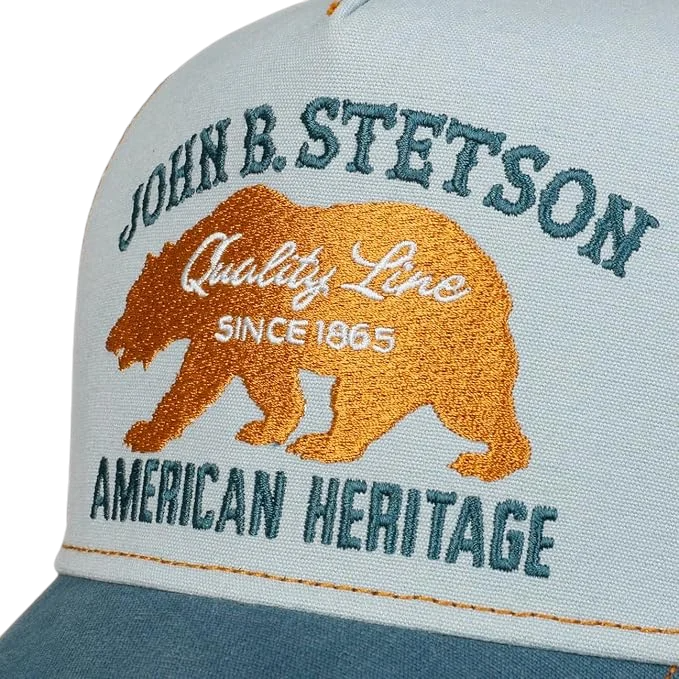 JOHN B. STETSON
Quality Line
SINCE 1865
AMERICAN HERITAGE